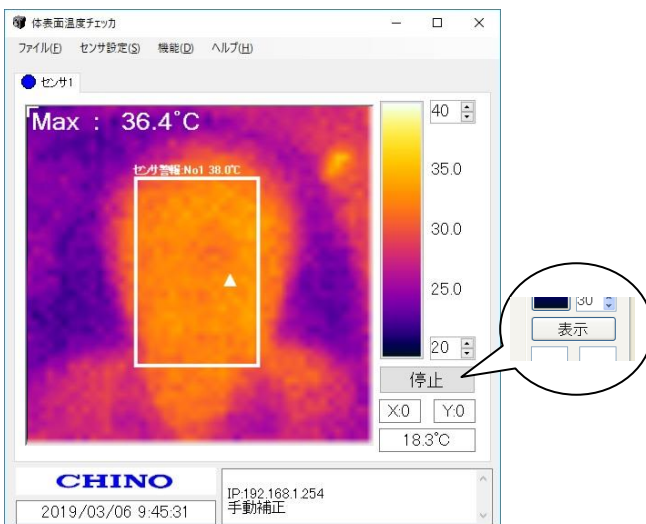 体表面温度チェッカ
ファイル(F) センサ設定(S) 機能(D) ヘルプ(H)
センサ1
Max : 36.4℃
センサ警報:No1 38.0℃
40
35.0
30.0
25.0
20
停止
X:0 Y:0
18.3℃
30
表示
CHINO
2019/03/06 9:45:31
IP:192.168.1.254
手動補正